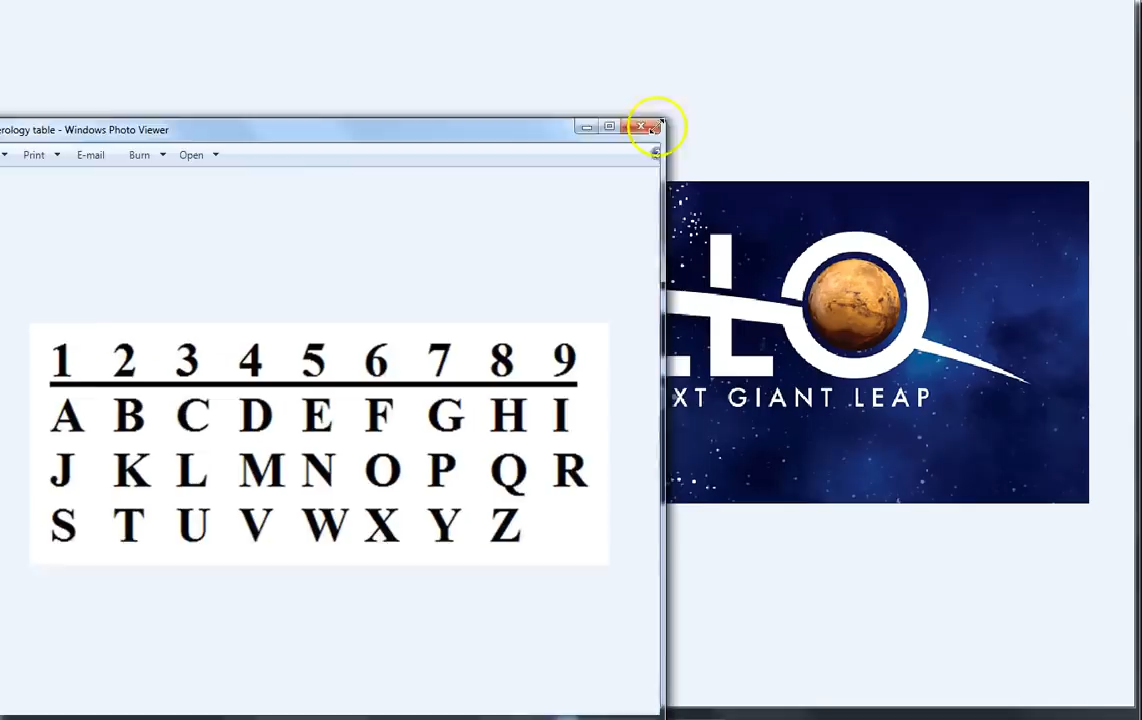 erology table - Windows Photo Viewer
Print E-mail Burn Open
1 2 3 4 5 6 7 8 9
A B C D E F G H I
J K L M N O P Q R
S T U V W X Y Z
LLO
XT GIANT LEAP